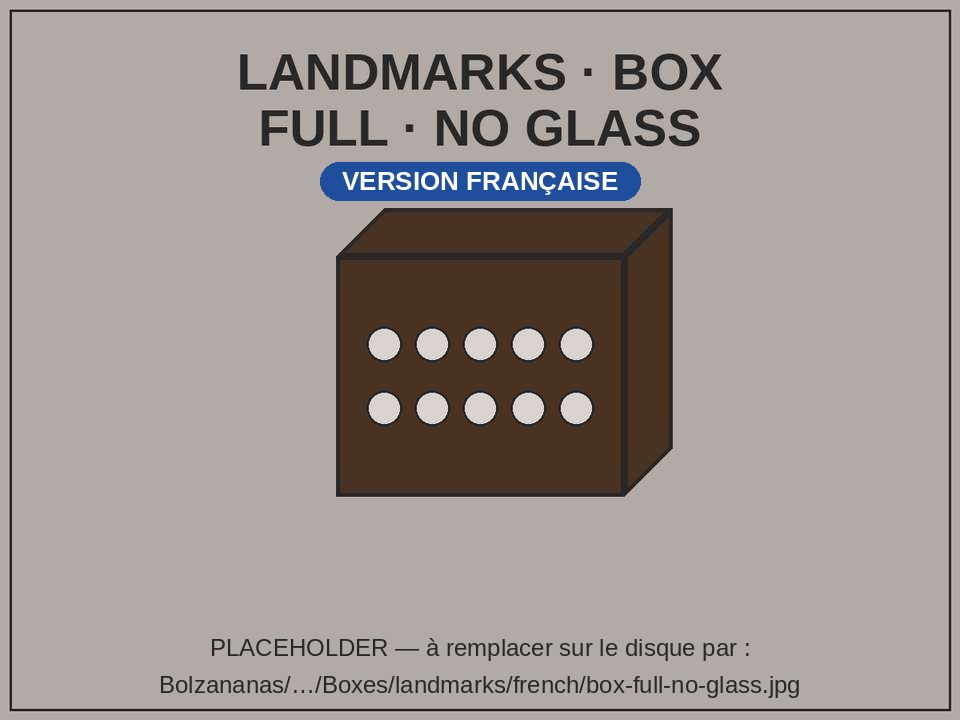 LANDMARKS · BOX
FULL · NO GLASS
VERSION FRANÇAISE
PLACEHOLDER — à remplacer sur le disque par :
Bolzananas/…/Boxes/landmarks/french/box-full-no-glass.jpg